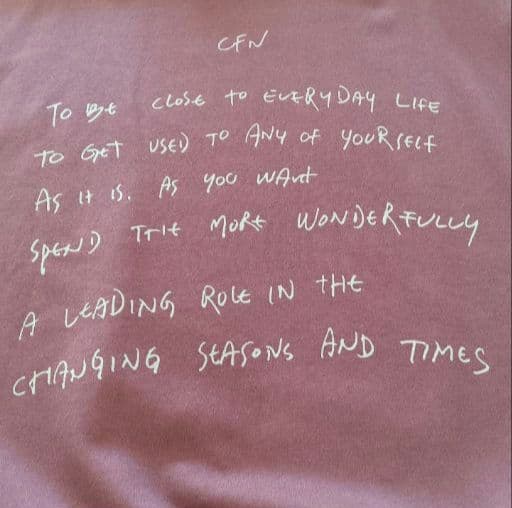 CFN
TO BE CLOSE TO EVERYDAY LIFE
TO GET USED TO ANY OF YOURSELF
AS IT IS. AS YOU WANT
SPEND THE MORE WONDERFULLY
A LEADING ROLE IN THE
CHANGING SEASONS AND TIMES